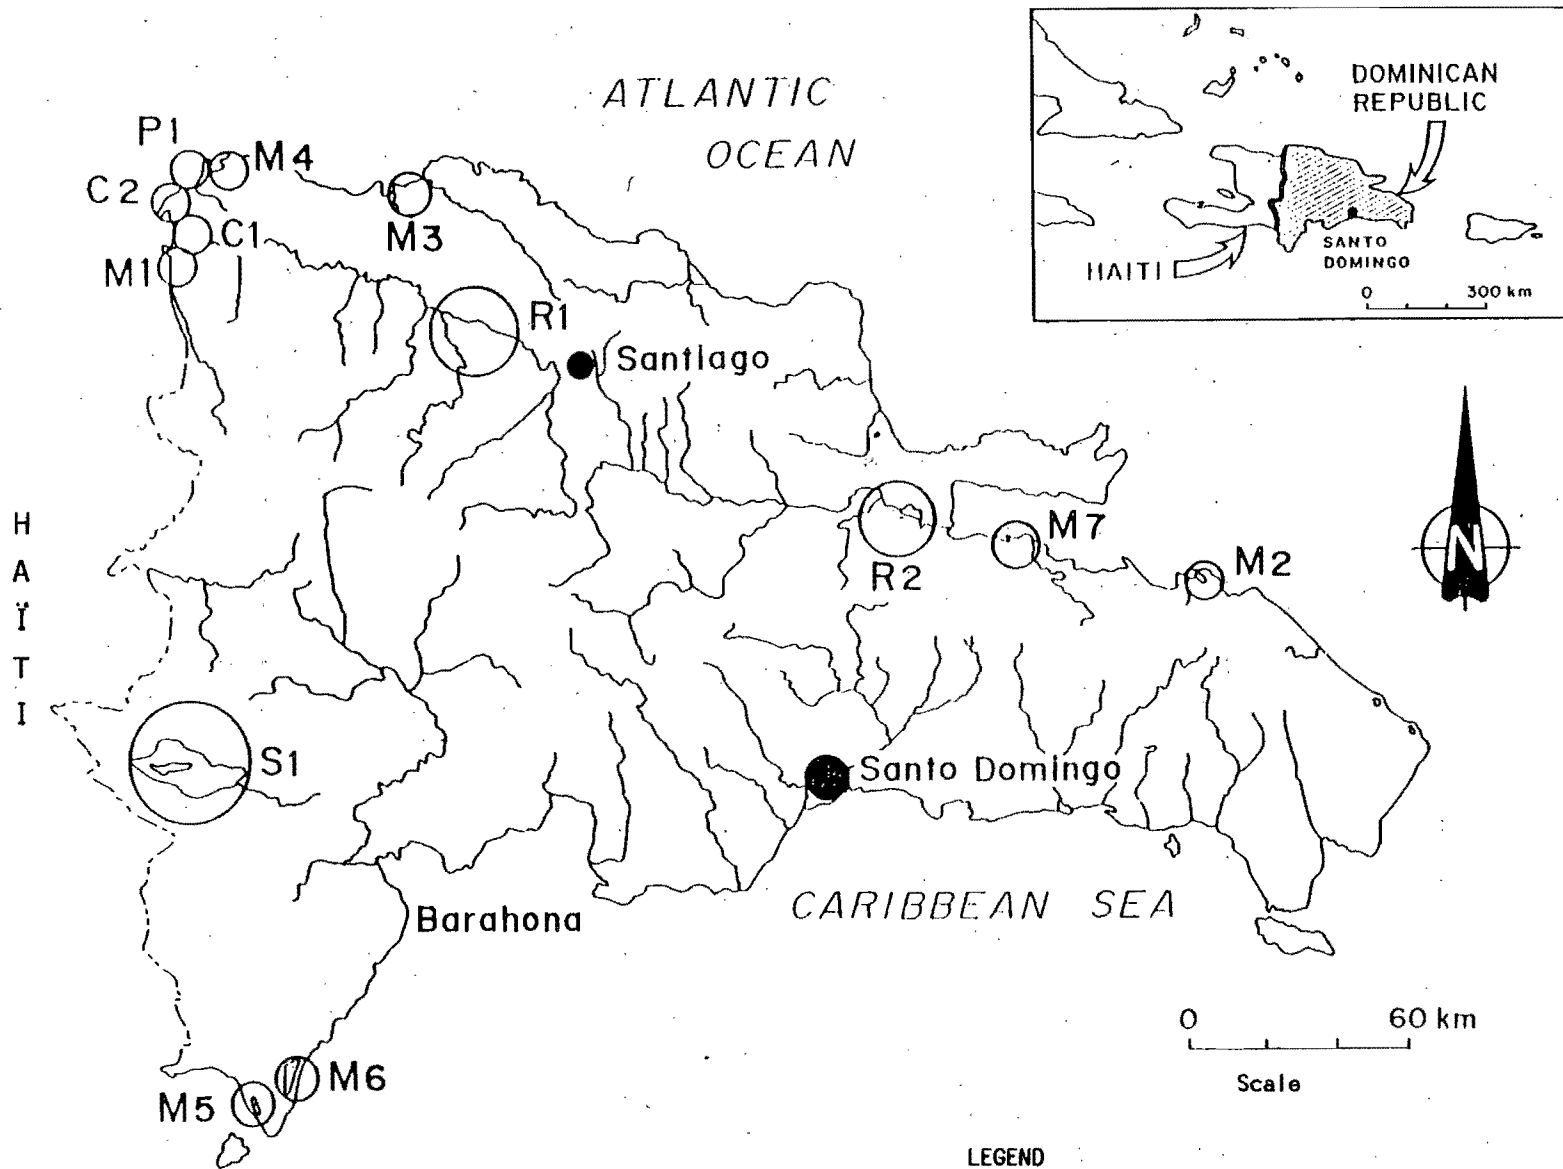 ATLANTIC
OCEAN
DOMINICAN
REPUBLIC
HAITI
SANTO
DOMINGO
0 300 km
P1
M4
C2
C1
M1
M3
R1
Santiago
N
H
A
Ï
T
I
R2
M7
M2
S1
Santo Domingo
CARIBBEAN SEA
Barahona
0 60 km
Scale
M6
M5
LEGEND